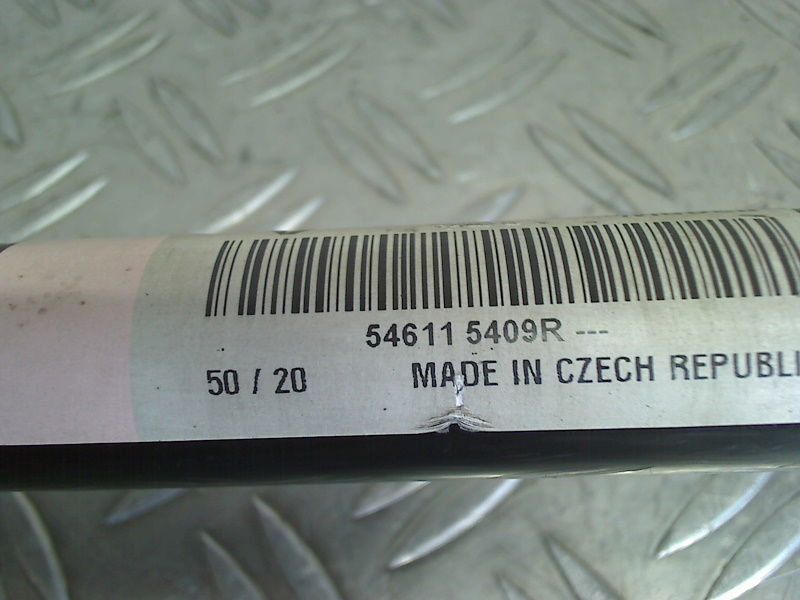 54611 5409R ---
50 / 20
MADE IN CZECH REPUBLI